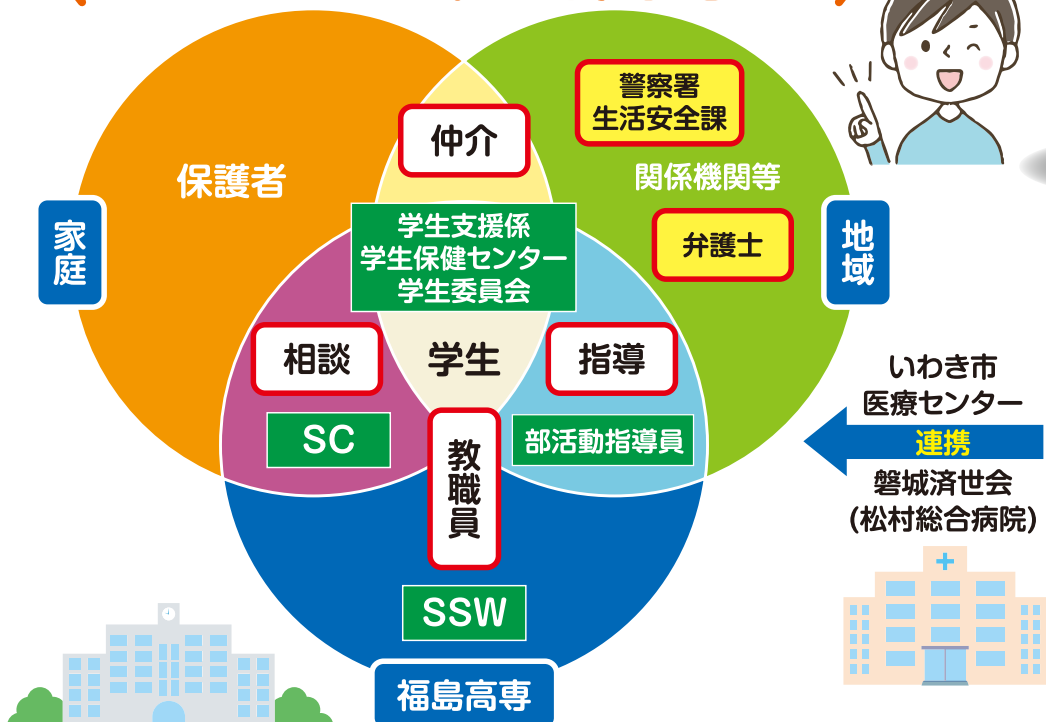 警察署
生活安全課
仲介
保護者
関係機関等
家庭
学生支援係
学生保健センター
学生委員会
弁護士
地域
相談
学生
指導
いわき市
医療センター
SC
部活動指導員
連携
教職員
磐城済世会
(松村総合病院)
SSW
福島高専